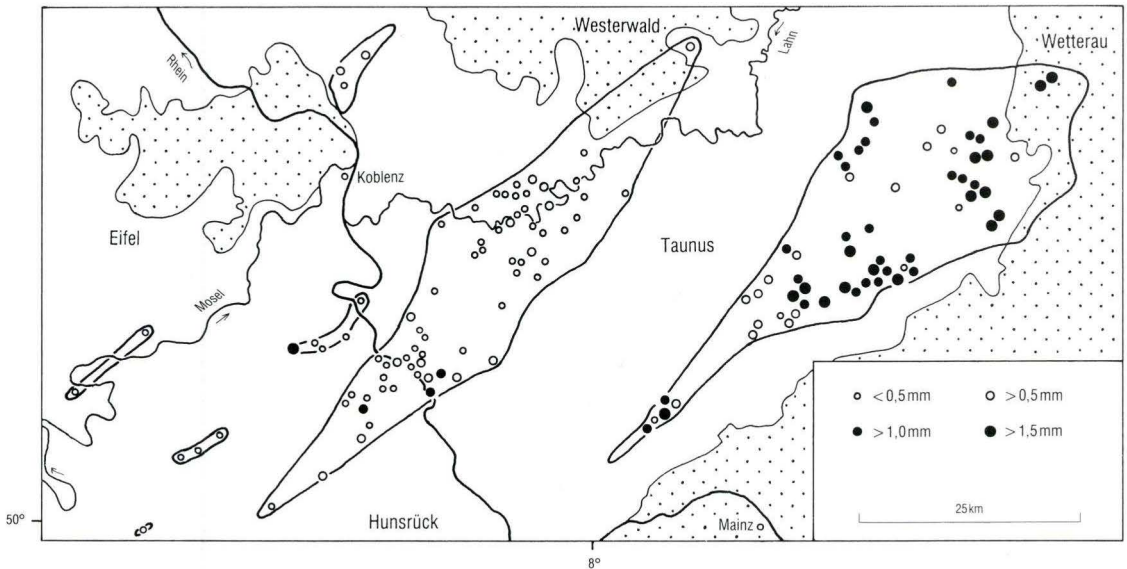 Westerwald
Lahn
Wetterau
Rhein
Koblenz
Eifel
Taunus
Mosel
< 0,5 mm
> 0,5 mm
> 1,0 mm
> 1,5 mm
25 km
50°
Hunsrück
Mainz
8°